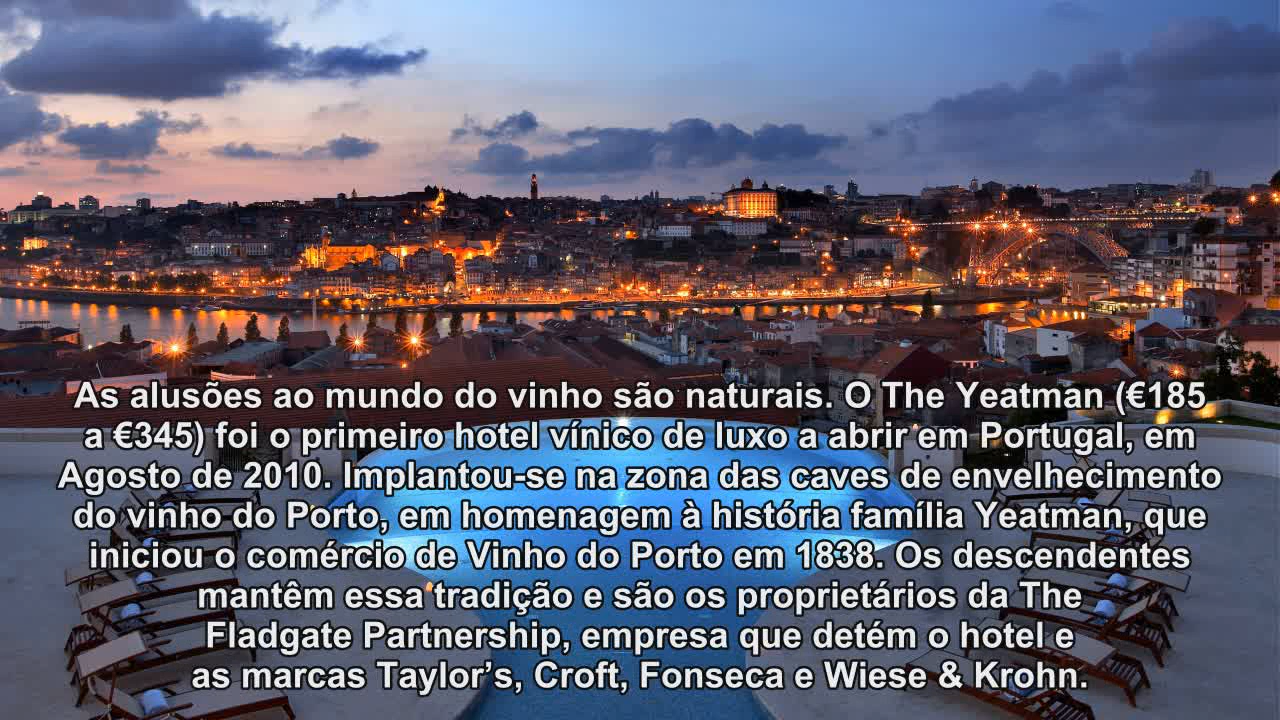 As alusões ao mundo do vinho são naturais. O The Yeatman (€185
a €345) foi o primeiro hotel vínico de luxo a abrir em Portugal, em
Agosto de 2010. Implantou-se na zona das caves de envelhecimento
do vinho do Porto, em homenagem à história família Yeatman, que
iniciou o comércio de Vinho do Porto em 1838. Os descendentes
mantêm essa tradição e são os proprietários da The
Fladgate Partnership, empresa que detém o hotel e
as marcas Taylor’s, Croft, Fonseca e Wiese & Krohn.